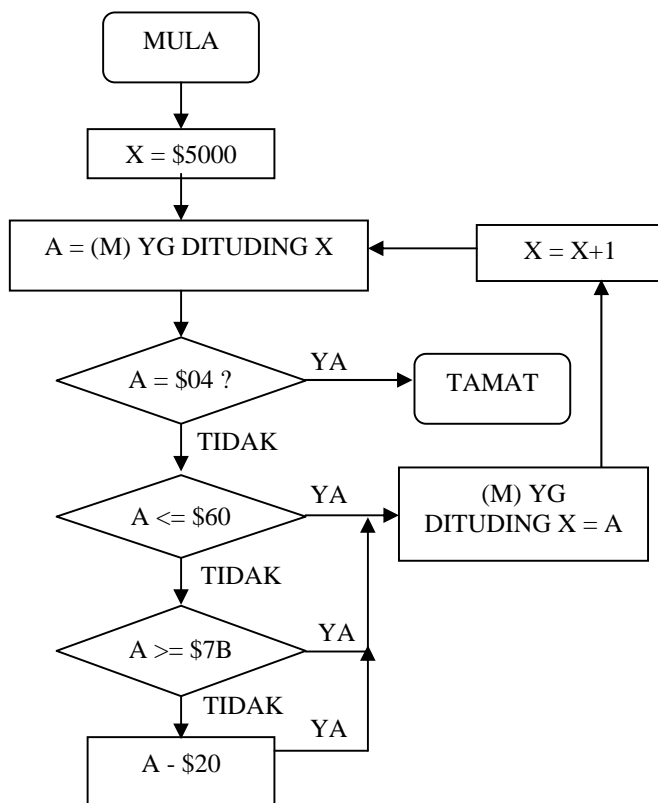 MULA
X = $5000
A = (M) YG DITUDING X
X = X+1
A = $04 ?
YA
TAMAT
TIDAK
A <= $60
YA
(M) YG
DITUDING X = A
TIDAK
A >= $7B
YA
TIDAK
YA
A - $20